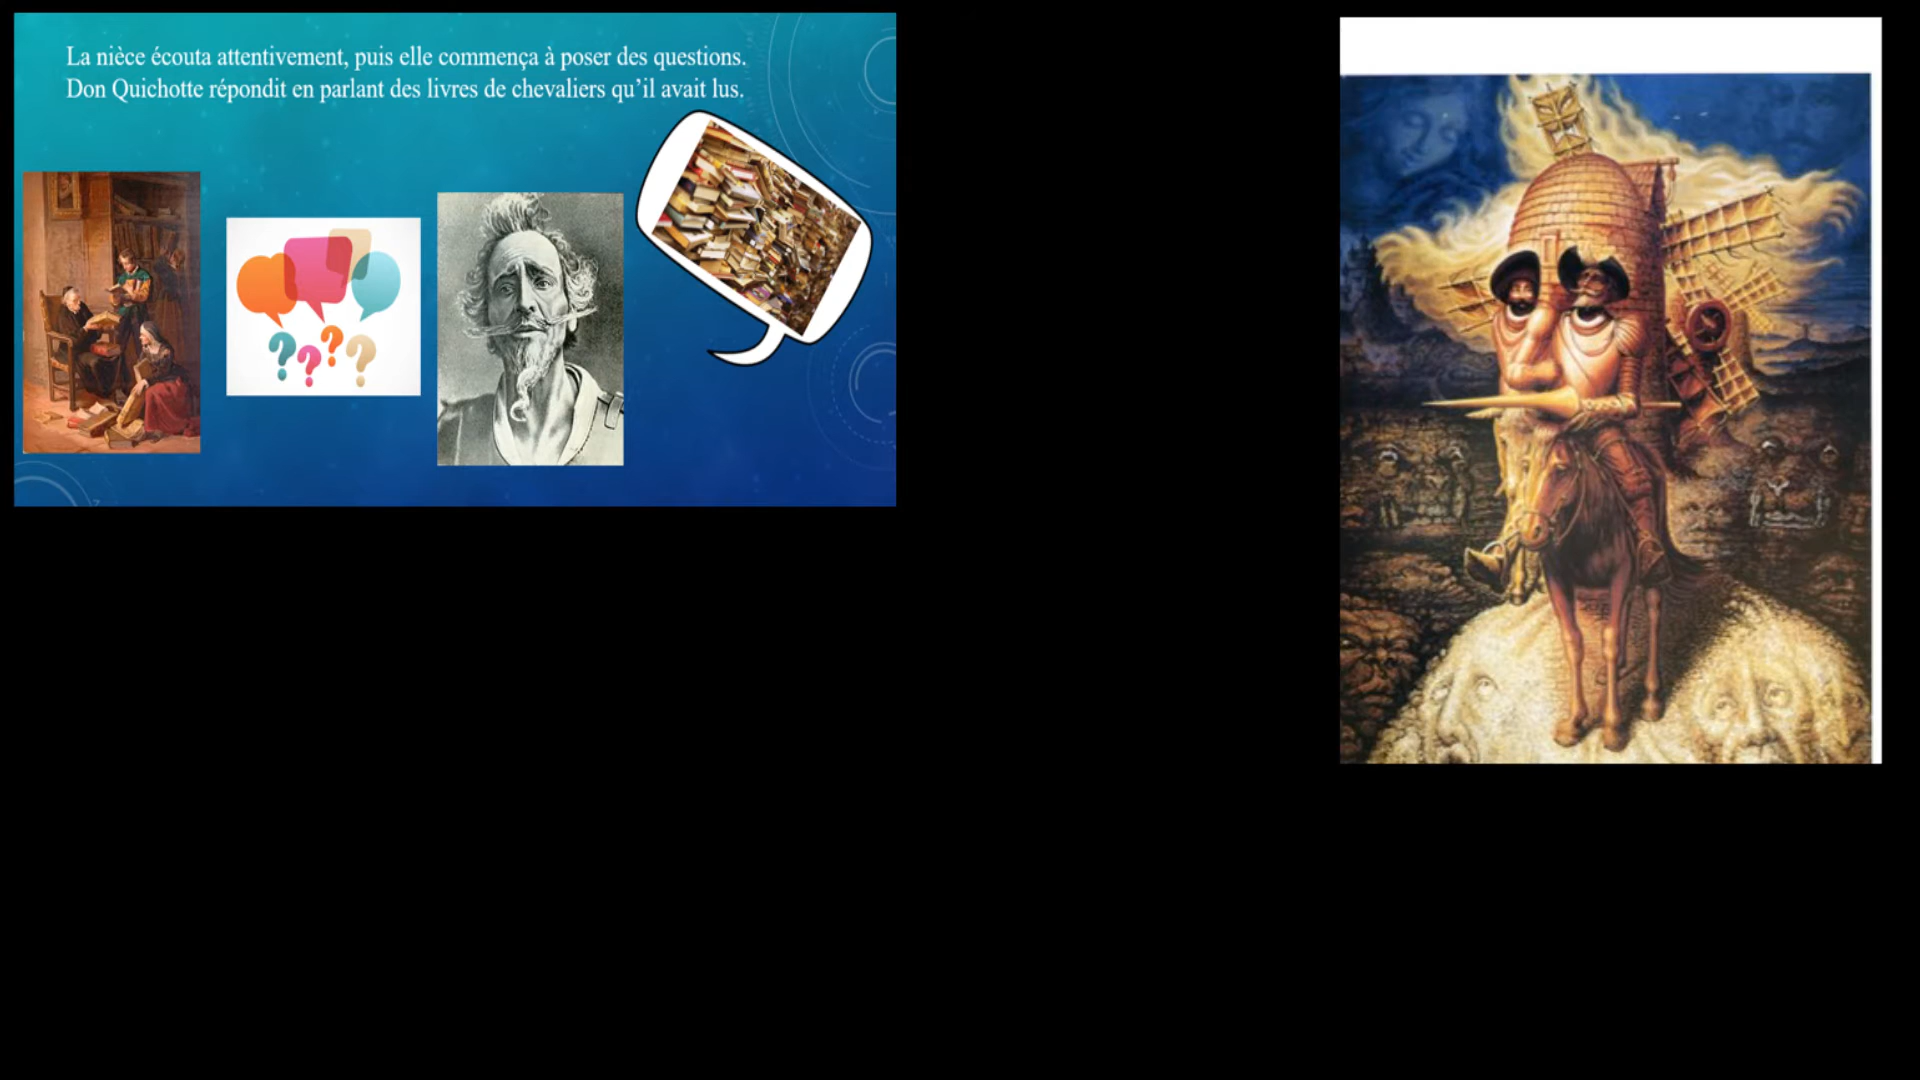 La nièce écouta attentivement, puis elle commença à poser des questions.
Don Quichotte répondit en parlant des livres de chevaliers qu’il avait lus.